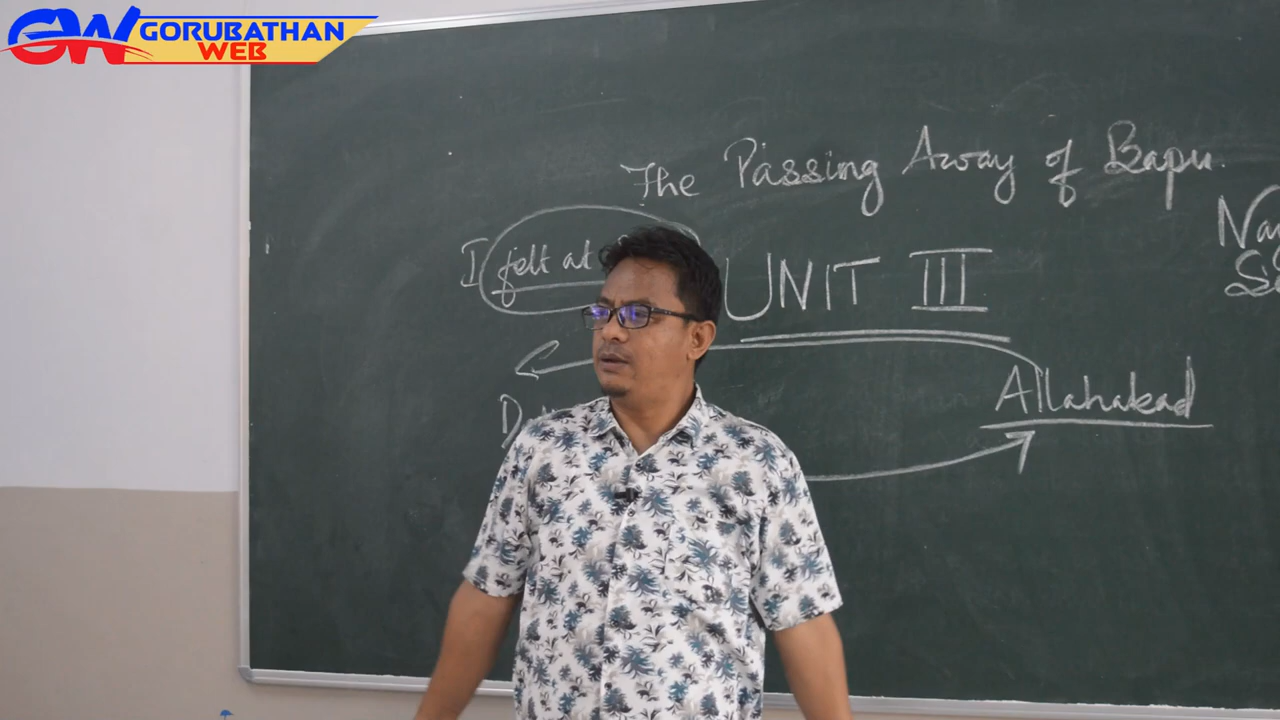 GW GORUBATHAN
WEB
The Passing Away of Bapu.
I felt at
UNIT III
Allahabad